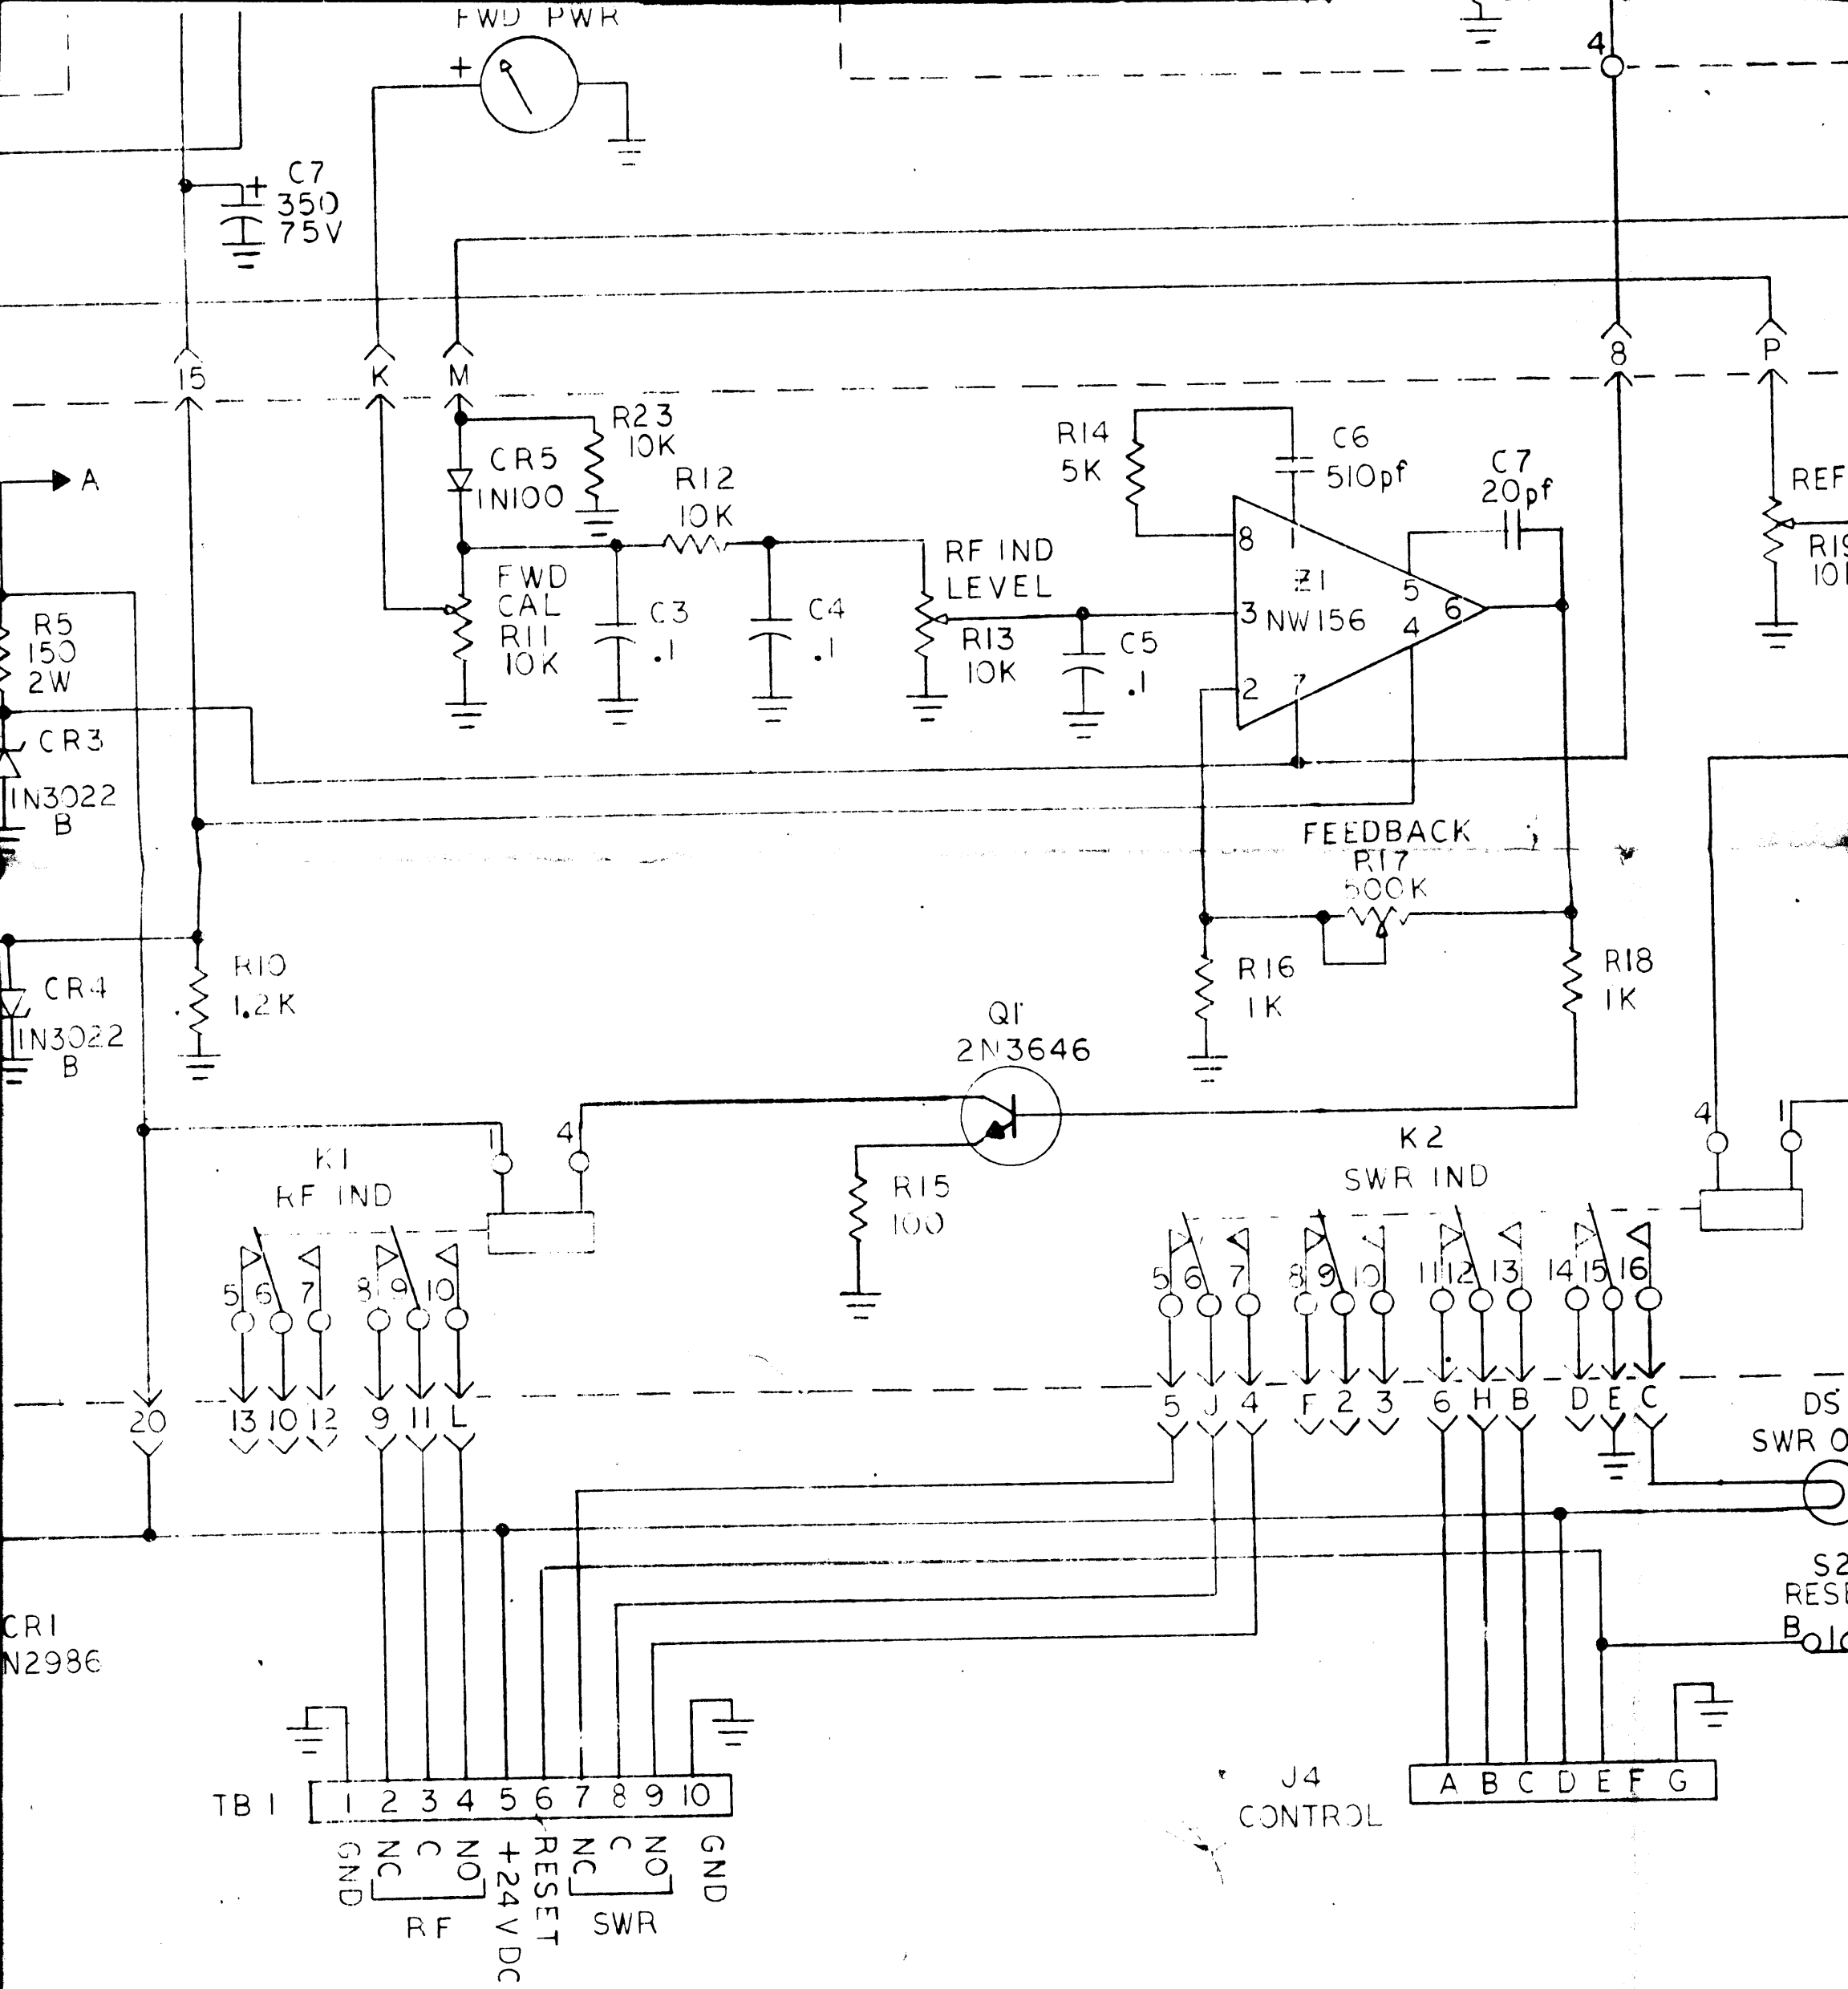 FWD PWR
+
4
+ C7
350
75V
15
K
M
8
P
A
R23
10K
CR5
1N100
R12
10K
R14
5K
C6
510pf
C7
20pf
REF
R5
150
2W
FWD
CAL
R11
10K
C3
.1
C4
.1
RF IND
LEVEL
R13
10K
C5
.1
8
3
2
Z1
NW156
5
4
6
7
CR3
1N3022
B
FEEDBACK
R17
500K
CR4
1N3022
B
R10
1.2K
R16
1K
R18
1K
Q1
2N3646
K1
RF IND
1
4
R15
100
K2
SWR IND
4
1
5 6 7 8 9 10
5 6 7 8 9 10 11 12 13 14 15 16
20 13 10 12 9 11 L
5 J 4 F 2 3 6 H B D E C
DS
SWR O
S2
RESE
B
CR1
N2986
TB 1
1 2 3 4 5 6 7 8 9 10
GND
NC
C
NO
+24VDC
RESET
NC
C
NO
GND
RF
SWR
J4
CONTROL
A B C D E F G